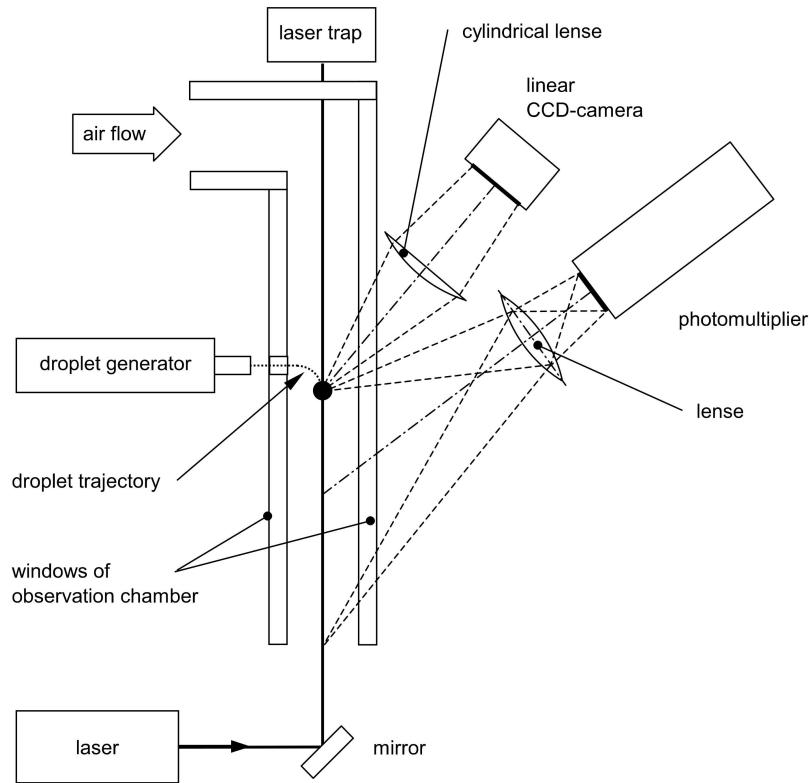 laser trap
cylindrical lense
linear
CCD-camera
air flow
photomultiplier
droplet generator
lense
droplet trajectory
windows of
observation chamber
laser
mirror